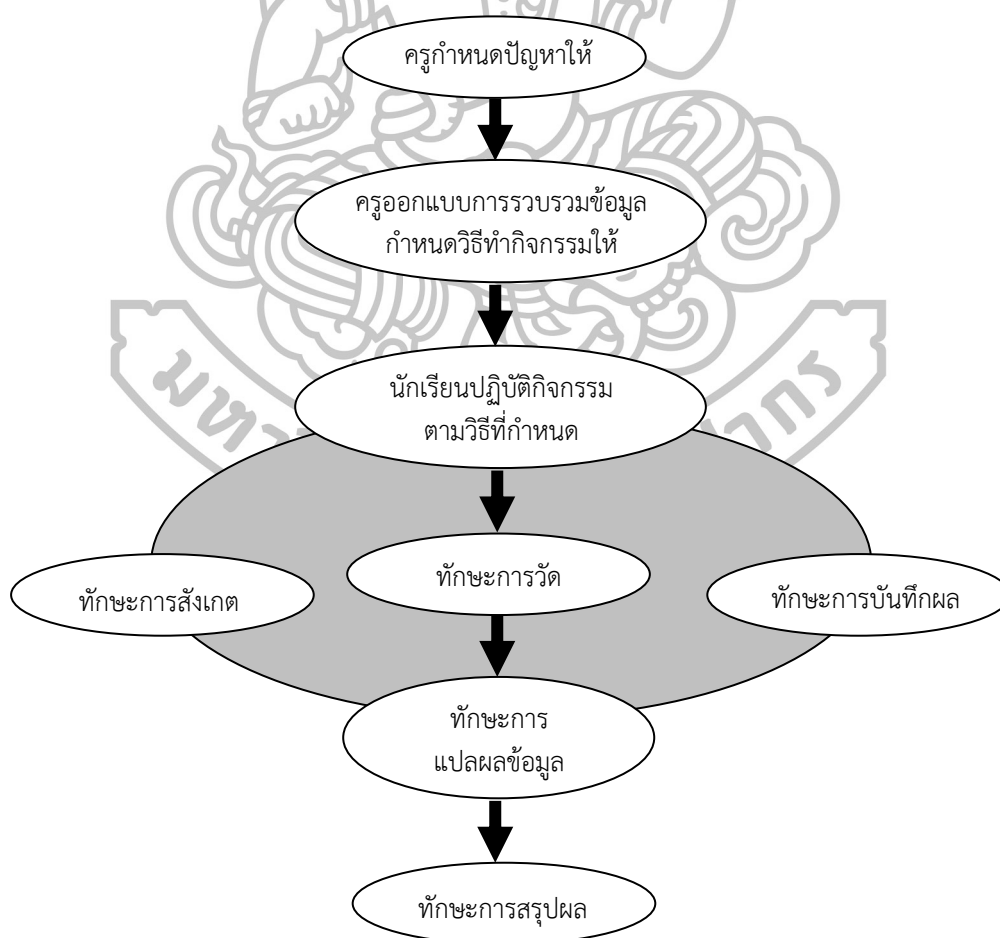 ครูกำหนดปัญหาให้
ครูออกแบบการรวบรวมข้อมูล
กำหนดวิธีทำกิจกรรมให้
นักเรียนปฏิบัติกิจกรรม
ตามวิธีที่กำหนด
ทักษะการสังเกต
ทักษะการวัด
ทักษะการบันทึกผล
ทักษะการ
แปลผลข้อมูล
ทักษะการสรุปผล